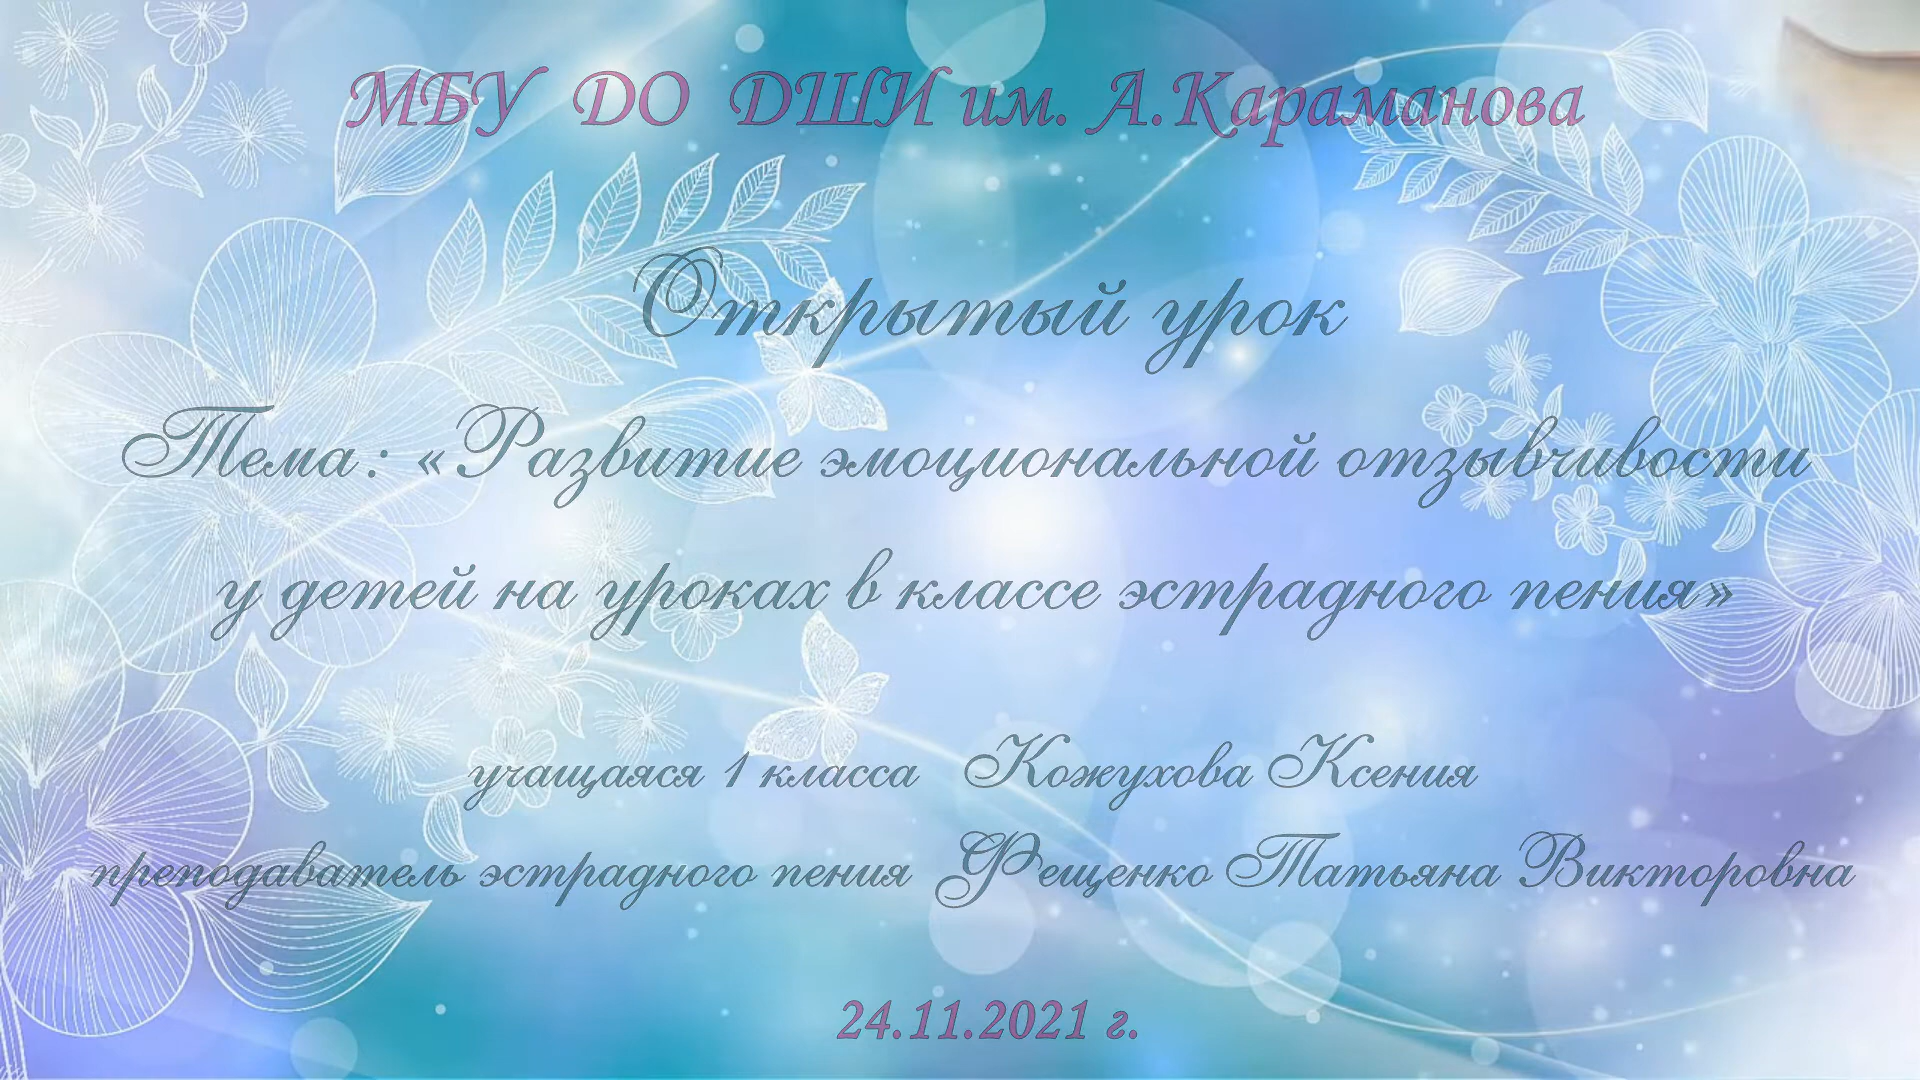 МБУ ДО ДШИ им. А.Караманова
Открытый урок
Тема: «Развитие эмоциональной отзывчивости
у детей на уроках в классе эстрадного пения»
учащаяся 1 класса Кожухова Ксения
преподаватель эстрадного пения Фещенко Татьяна Викторовна
24.11.2021 г.